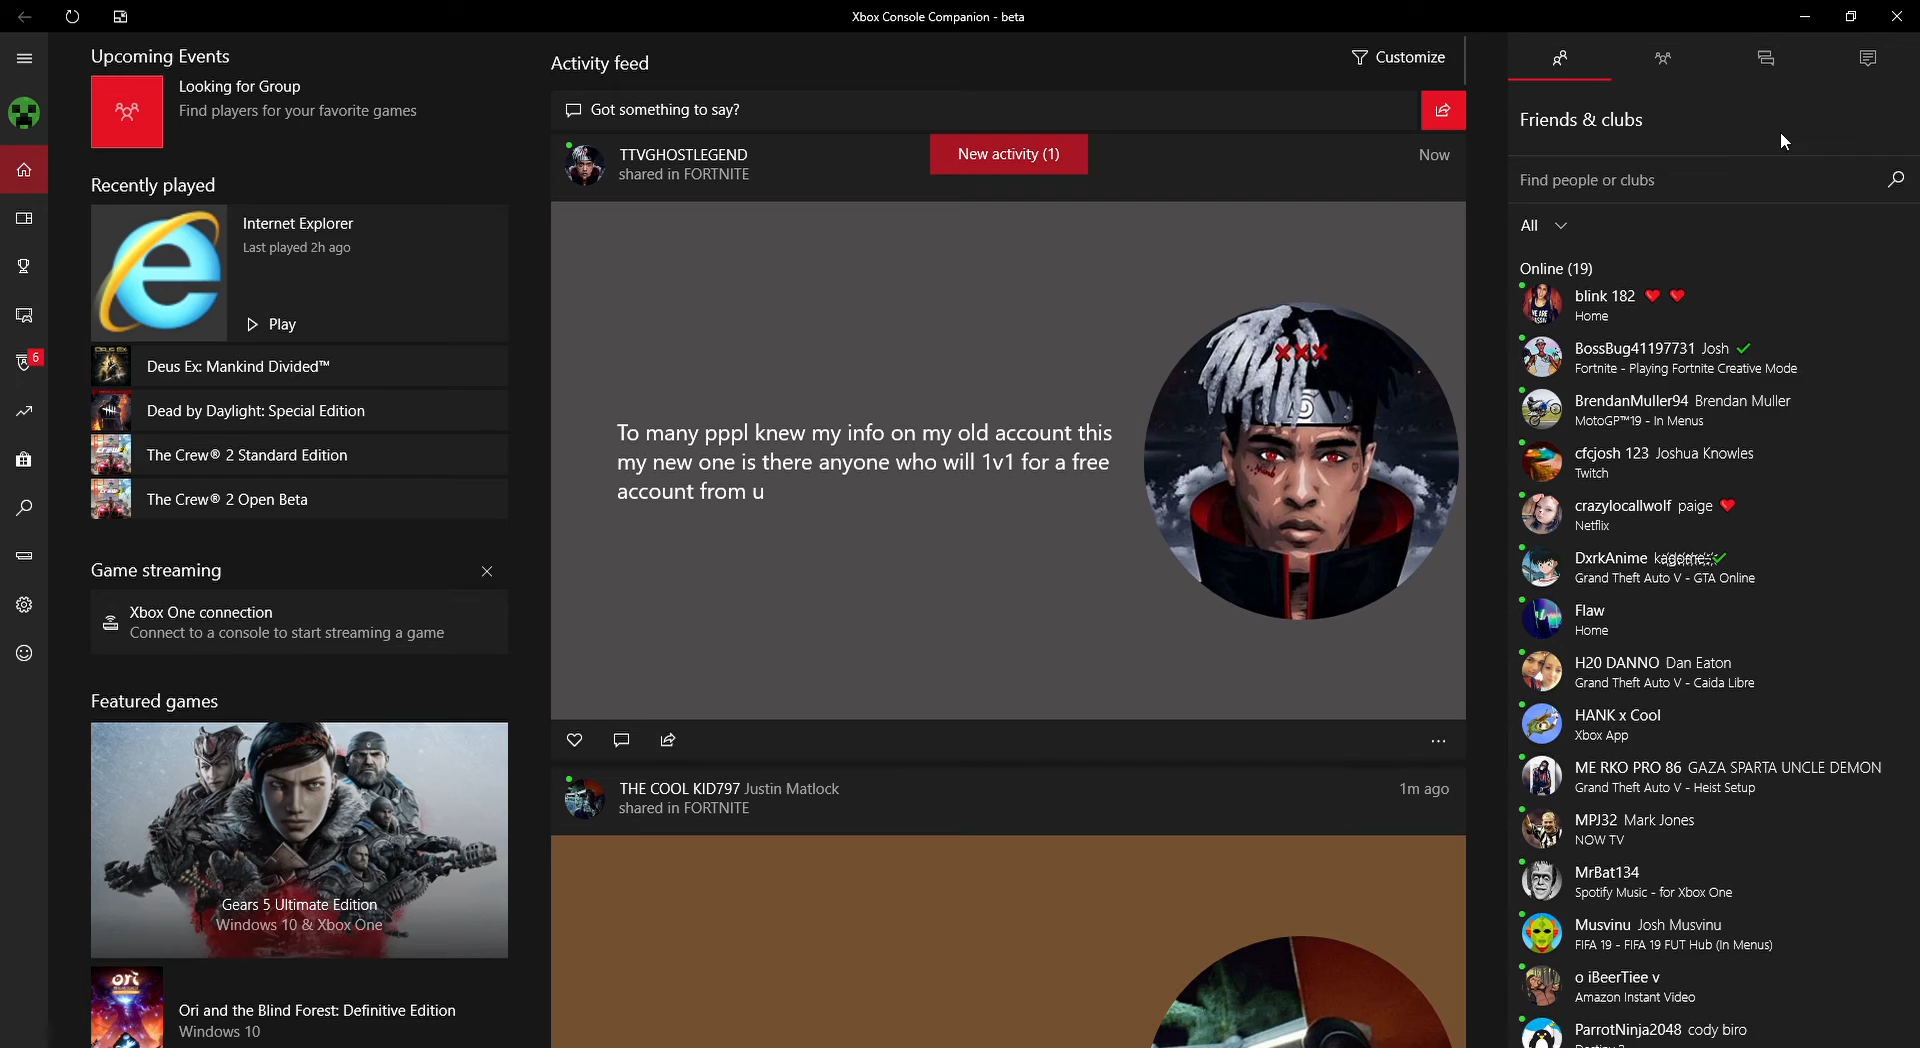 Xbox Console Companion - beta
Upcoming Events
Looking for Group
Find players for your favorite games
Recently played
Internet Explorer
Last played 2h ago
Play
Deus Ex: Mankind Divided™
Dead by Daylight: Special Edition
The Crew® 2 Standard Edition
The Crew® 2 Open Beta
6
Game streaming
Xbox One connection
Connect to a console to start streaming a game
Featured games
Gears 5 Ultimate Edition
Windows 10 & Xbox One
ori
Ori and the Blind Forest: Definitive Edition
Windows 10
Activity feed
Customize
Got something to say?
New activity (1)
TTVGHOSTLEGEND
shared in FORTNITE
Now
To many pppl knew my info on my old account this
my new one is there anyone who will 1v1 for a free
account from u
THE COOL KID797 Justin Matlock
shared in FORTNITE
1m ago
Friends & clubs
Find people or clubs
All
Online (19)
blink 182 ❤ ❤
Home
BossBug41197731 Josh ✓
Fortnite - Playing Fortnite Creative Mode
BrendanMuller94 Brendan Muller
MotoGP™19 - In Menus
cfcjosh 123 Joshua Knowles
Twitch
crazylocallwolf paige ❤
Netflix
DxrkAnime
Grand Theft Auto V - GTA Online
Flaw
Home
H20 DANNO Dan Eaton
Grand Theft Auto V - Caida Libre
HANK x Cool
Xbox App
ME RKO PRO 86 GAZA SPARTA UNCLE DEMON
Grand Theft Auto V - Heist Setup
MPJ32 Mark Jones
NOW TV
MrBat134
Spotify Music - for Xbox One
Musvinu Josh Musvinu
FIFA 19 - FIFA 19 FUT Hub (In Menus)
o iBeerTiee v
Amazon Instant Video
ParrotNinja2048 cody biro